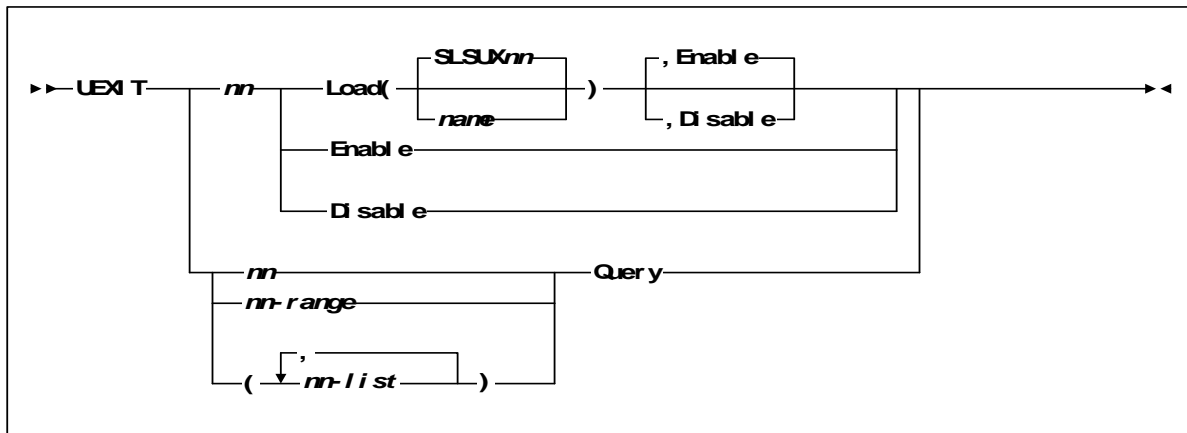 SLSUXnn
, Enable
UEXIT nn Load( )
name
, Disable
Enable
Disable
nn Query
nn-range
,
( nn-list )